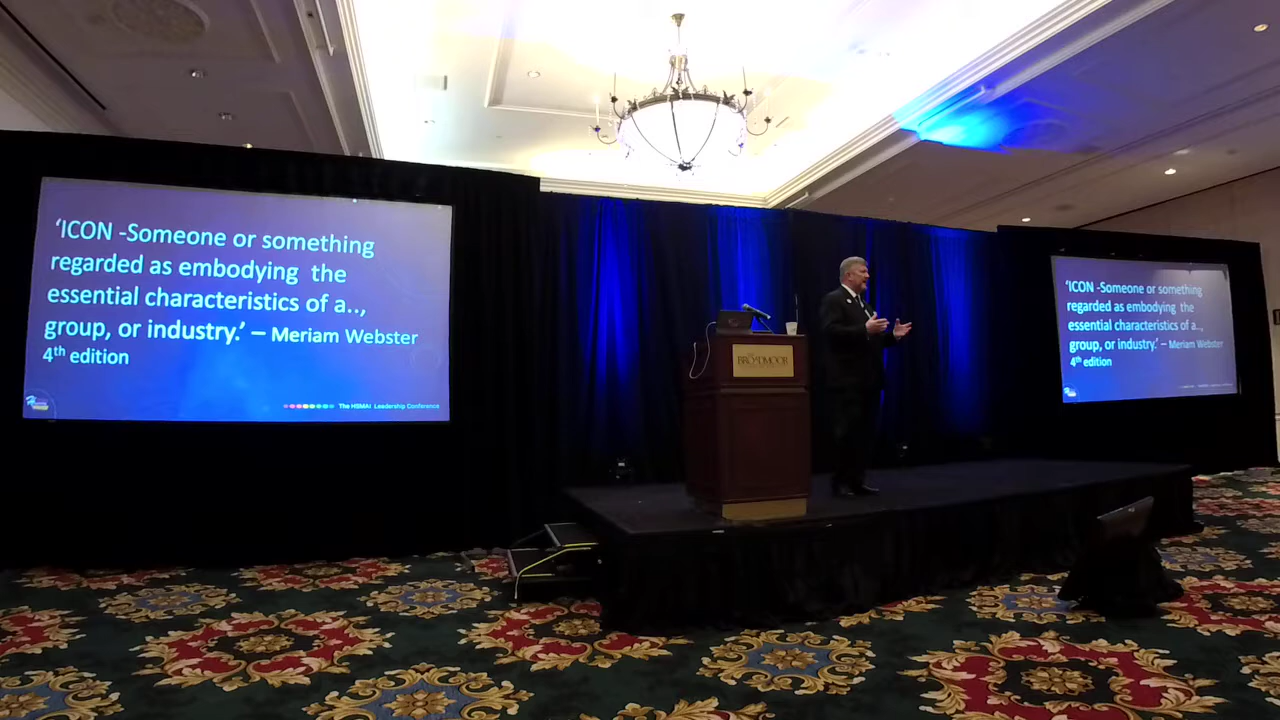 ‘ICON -Someone or something
regarded as embodying the
essential characteristics of a..,
group, or industry.’ – Meriam Webster
4th edition
The HSMAI Leadership Conference
BROADMOOR
‘ICON -Someone or something
regarded as embodying the
essential characteristics of a..,
group, or industry.’ – Meriam Webster
4th edition